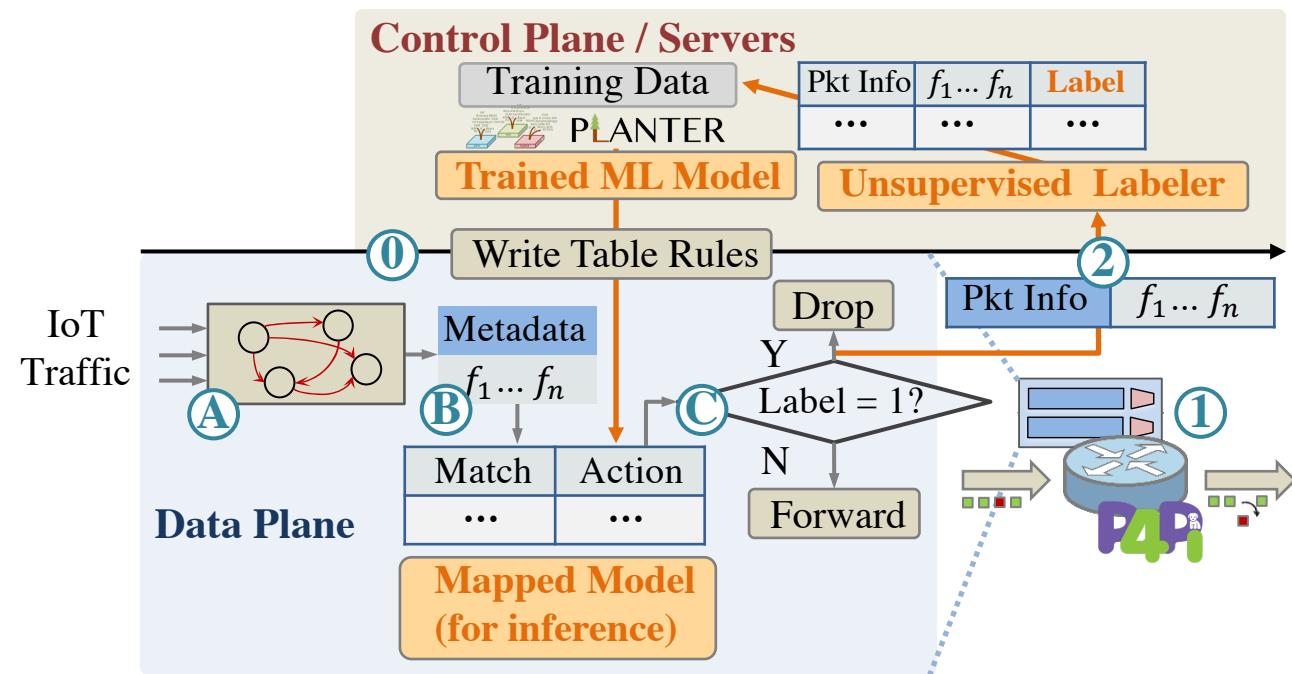 Control Plane / Servers
Training Data
Pkt Info
f₁... fₙ
Label
...
...
...
PLANTER
Trained ML Model
Unsupervised Labeler
0
Write Table Rules
2
Pkt Info
f₁... fₙ
IoT
Traffic
A
Metadata
f₁... fₙ
B
Drop
Y
C
Label = 1?
1
Match
Action
...
...
N
Forward
P4Pi
Data Plane
Mapped Model
(for inference)